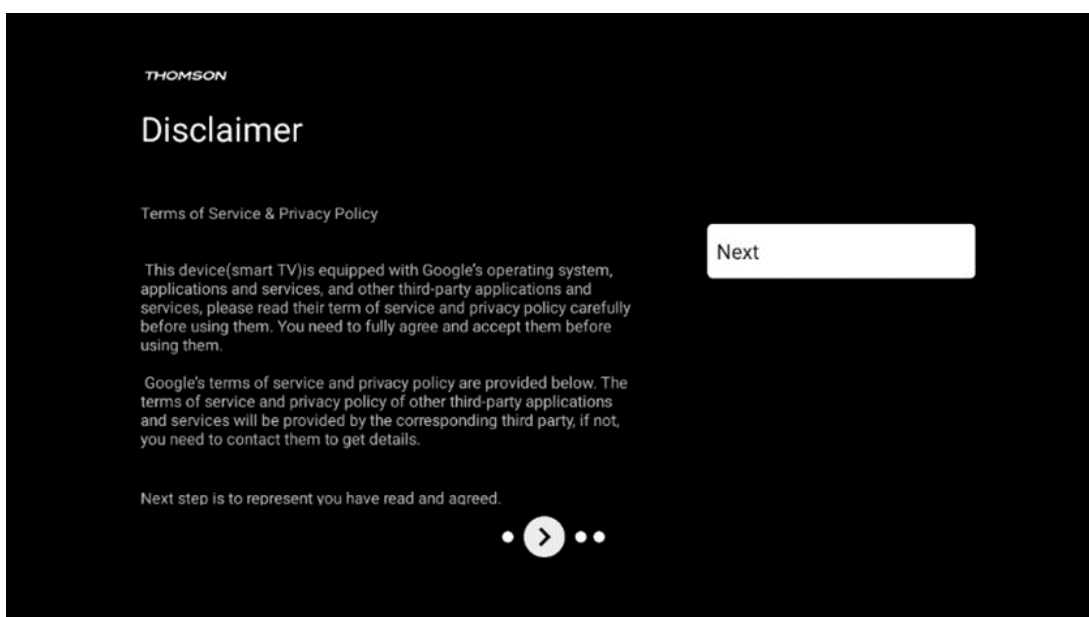 THOMSON
Disclaimer
Terms of Service & Privacy Policy
This device(smart TV)is equipped with Google's operating system,
applications and services, and other third-party applications and
services, please read their term of service and privacy policy carefully
before using them. You need to fully agree and accept them before
using them.
Google's terms of service and privacy policy are provided below. The
terms of service and privacy policy of other third-party applications
and services will be provided by the corresponding third party, if not,
you need to contact them to get details.
Next step is to represent you have read and agreed.
Next